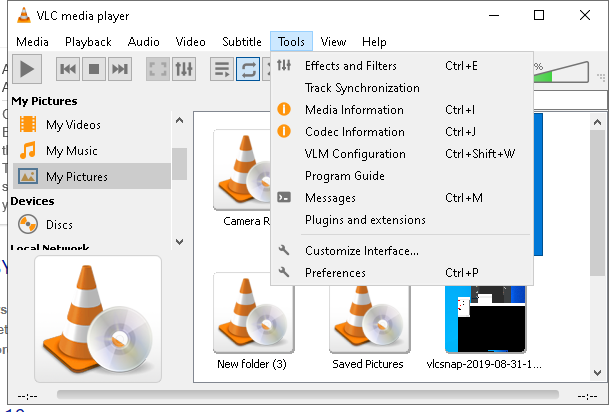 VLC media player
Media Playback Audio Video Subtitle Tools View Help
%
My Pictures
My Videos
My Music
My Pictures
Devices
Discs
Local Network
Effects and Filters Ctrl+E
Track Synchronization
Media Information Ctrl+I
Codec Information Ctrl+J
VLM Configuration Ctrl+Shift+W
Program Guide
Messages Ctrl+M
Plugins and extensions
Customize Interface...
Preferences Ctrl+P
Camera R
New folder (3)
Saved Pictures
vlcsnap-2019-08-31-1...
--:-- --:--